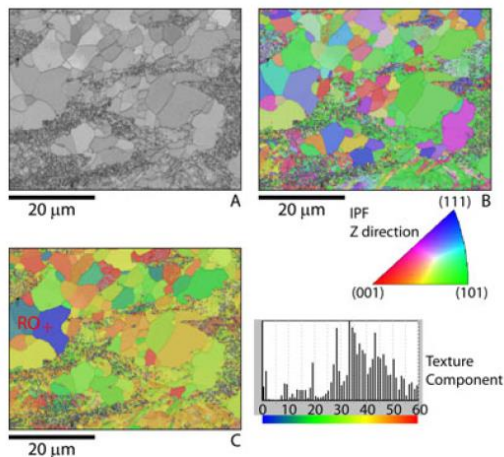 20 µm
A
20 µm
B
IPF
Z direction
(111)
(001)
(101)
RO+
20 µm
C
0 10 20 30 40 50 60
Texture
Component